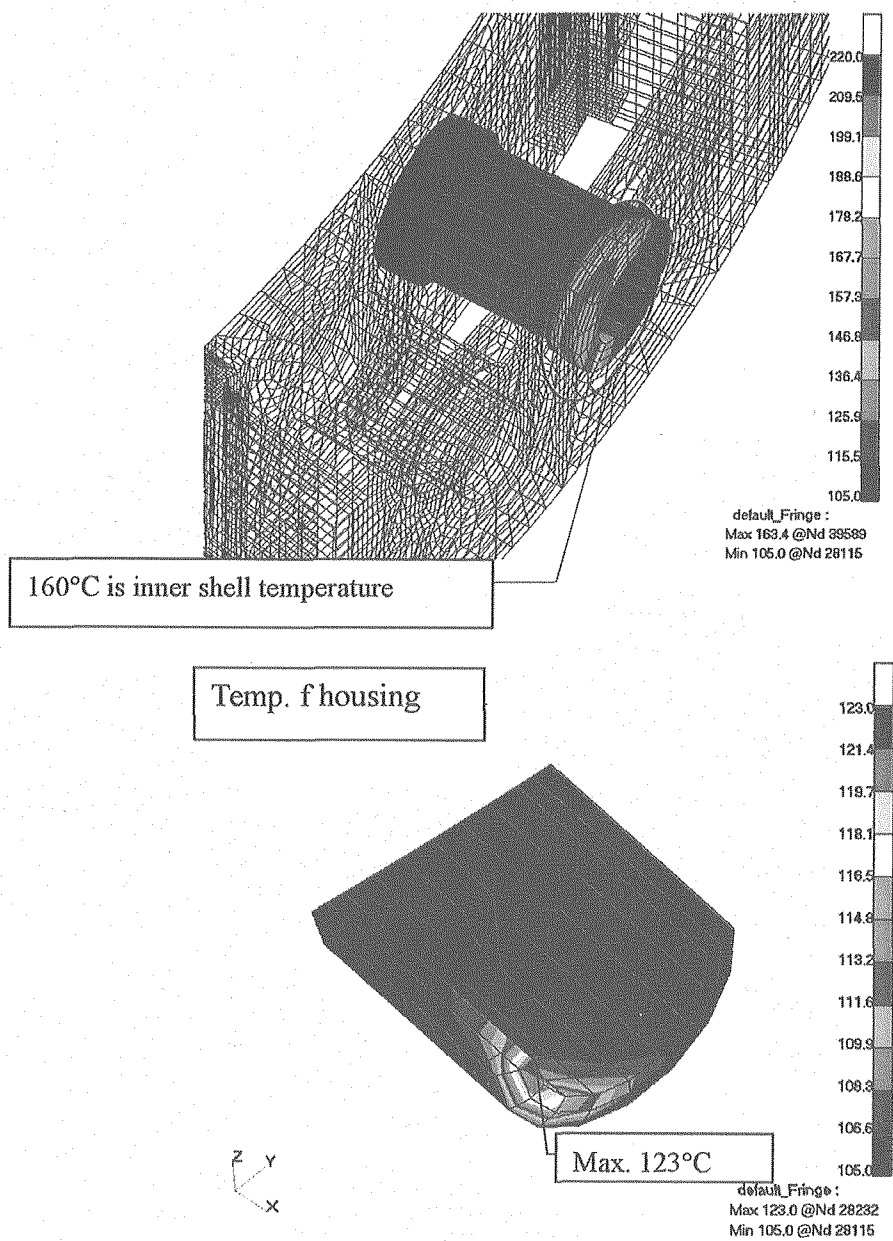 220.0
209.5
199.1
188.6
178.2
167.7
157.3
146.8
136.4
125.9
115.5
105.0
default_Fringe :
Max 163.4 @Nd 39589
Min 105.0 @Nd 28115
160°C is inner shell temperature
Temp. f housing
123.0
121.4
119.7
118.1
116.5
114.8
113.2
111.6
109.9
108.3
106.6
105.0
Max. 123°C
Z
Y
X
default_Fringe :
Max 123.0 @Nd 28232
Min 105.0 @Nd 28115